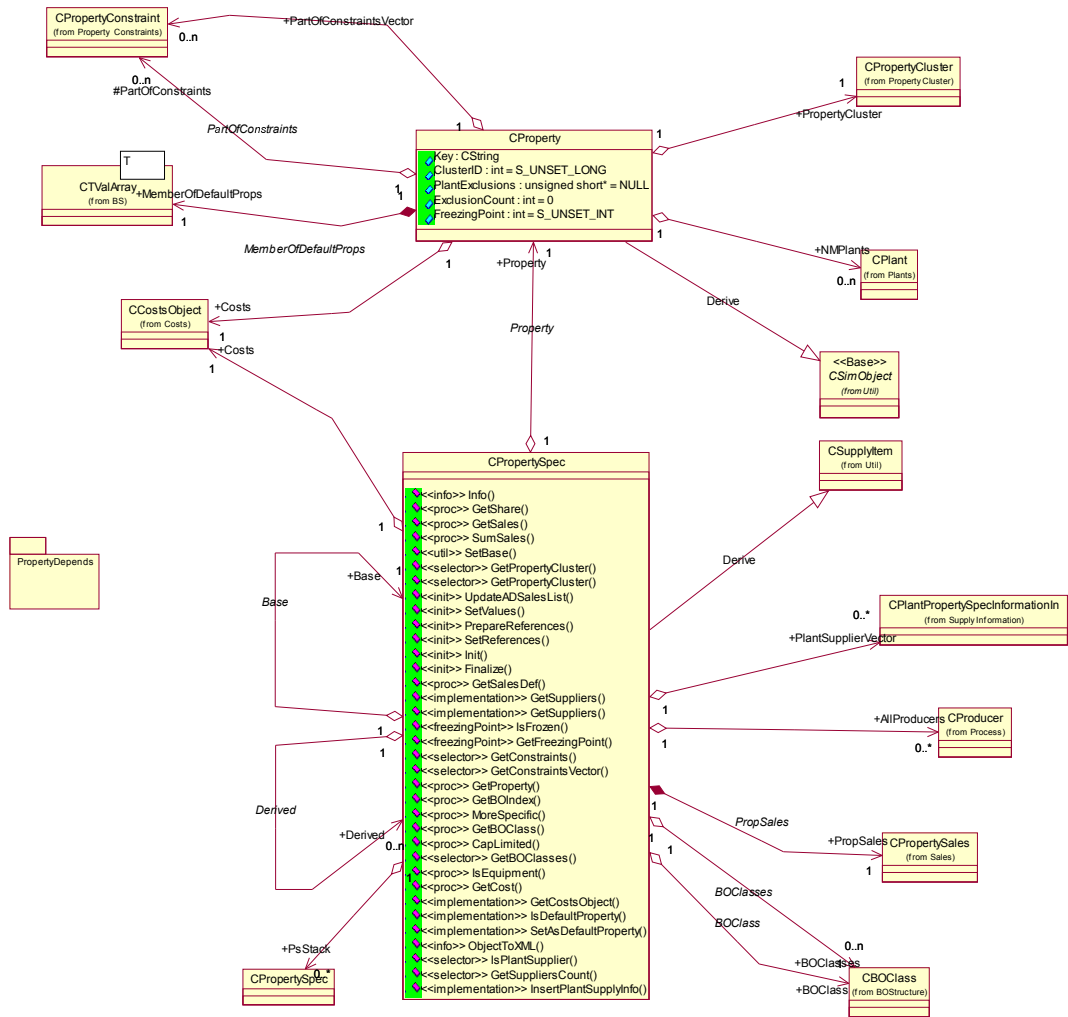 CPropertyConstraint
(from Property Constraints)
0..n
+PartOfConstraintsVector
CPropertyCluster
(from PropertyCluster)
1
+PropertyCluster
0..n
#PartOfConstraints
PartOfConstraints
1
1
CProperty
Key : CString
ClusterID : int = S_UNSET_LONG
PlantExclusions : unsigned short* = NULL
ExclusionCount : int = 0
FreezingPoint : int = S_UNSET_INT
T
CTValArray
(from BS)
+MemberOfDefaultProps
1
1
1
MemberOfDefaultProps
1
1
+NMPlants
0..n
CPlant
(from Plants)
+Property
1
Property
1
Derive
<<Base>>
CSimObject
(from Util)
CCostsObject
(from Costs)
+Costs
1
+Costs
1
1
CSupplyItem
(from Util)
Derive
CPropertySpec
<<info>> Info()
<<proc>> GetShare()
<<proc>> GetSales()
<<proc>> SumSales()
<<util>> SetBase()
<<selector>> GetPropertyCluster()
<<selector>> GetPropertyCluster()
<<init>> UpdateADSalesList()
<<init>> SetValues()
<<init>> PrepareReferences()
<<init>> SetReferences()
<<init>> Init()
<<init>> Finalize()
<<proc>> GetSalesDef()
<<implementation>> GetSuppliers()
<<implementation>> GetSuppliers()
<<freezingPoint>> IsFrozen()
<<freezingPoint>> GetFreezingPoint()
<<selector>> GetConstraints()
<<selector>> GetConstraintsVector()
<<proc>> GetProperty()
<<proc>> GetBOIndex()
<<proc>> MoreSpecific()
<<proc>> GetBOClass()
<<proc>> CapLimited()
<<selector>> GetBOClasses()
<<proc>> IsEquipment()
<<proc>> GetCost()
<<implementation>> GetCostsObject()
<<implementation>> IsDefaultProperty()
<<implementation>> SetAsDefaultProperty()
<<info>> ObjectToXML()
<<selector>> IsPlantSupplier()
<<selector>> GetSuppliersCount()
<<implementation>> InsertPlantSupplyInfo()
PropertyDepends
+Base
1
Base
1
1
Derived
+Derived
0..n
1
+PsStack
0..*
CPropertySpec
0..*
CPlantPropertySpecInformationIn
(from Supply Information)
+PlantSupplierVector
1
+AllProducers
0..*
1
CProducer
(from Process)
1
PropSales
+PropSales
1
CPropertySales
(from Sales)
1
1
BOClasses
BOClass
0..n
+BOClasses
1
+BOClass
CBOClass
(from BOStructure)